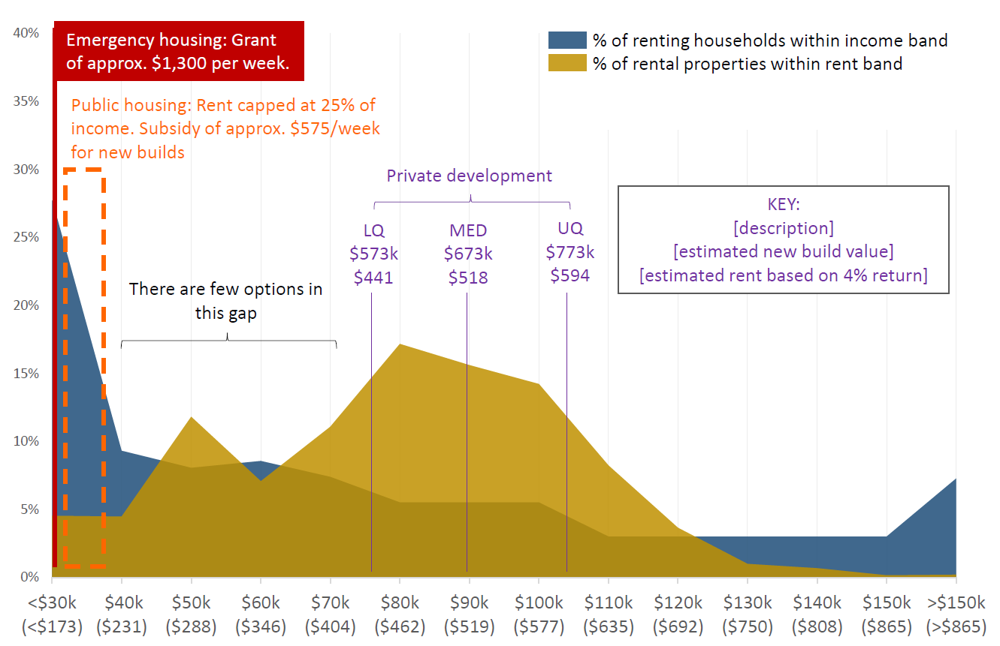 40%
35%
30%
25%
20%
15%
10%
5%
0%
Emergency housing: Grant
of approx. $1,300 per week.
Public housing: Rent capped at 25% of
income. Subsidy of approx. $575/week
for new builds
% of renting households within income band
% of rental properties within rent band
Private development
LQ
$573k
$441
MED
$673k
$518
UQ
$773k
$594
KEY:
[description]
[estimated new build value]
[estimated rent based on 4% return]
There are few options in
this gap
<$30k $40k $50k $60k $70k $80k $90k $100k $110k $120k $130k $140k $150k >$150k
(<$173) ($231) ($288) ($346) ($404) ($462) ($519) ($577) ($635) ($692) ($750) ($808) ($865) (>$865)